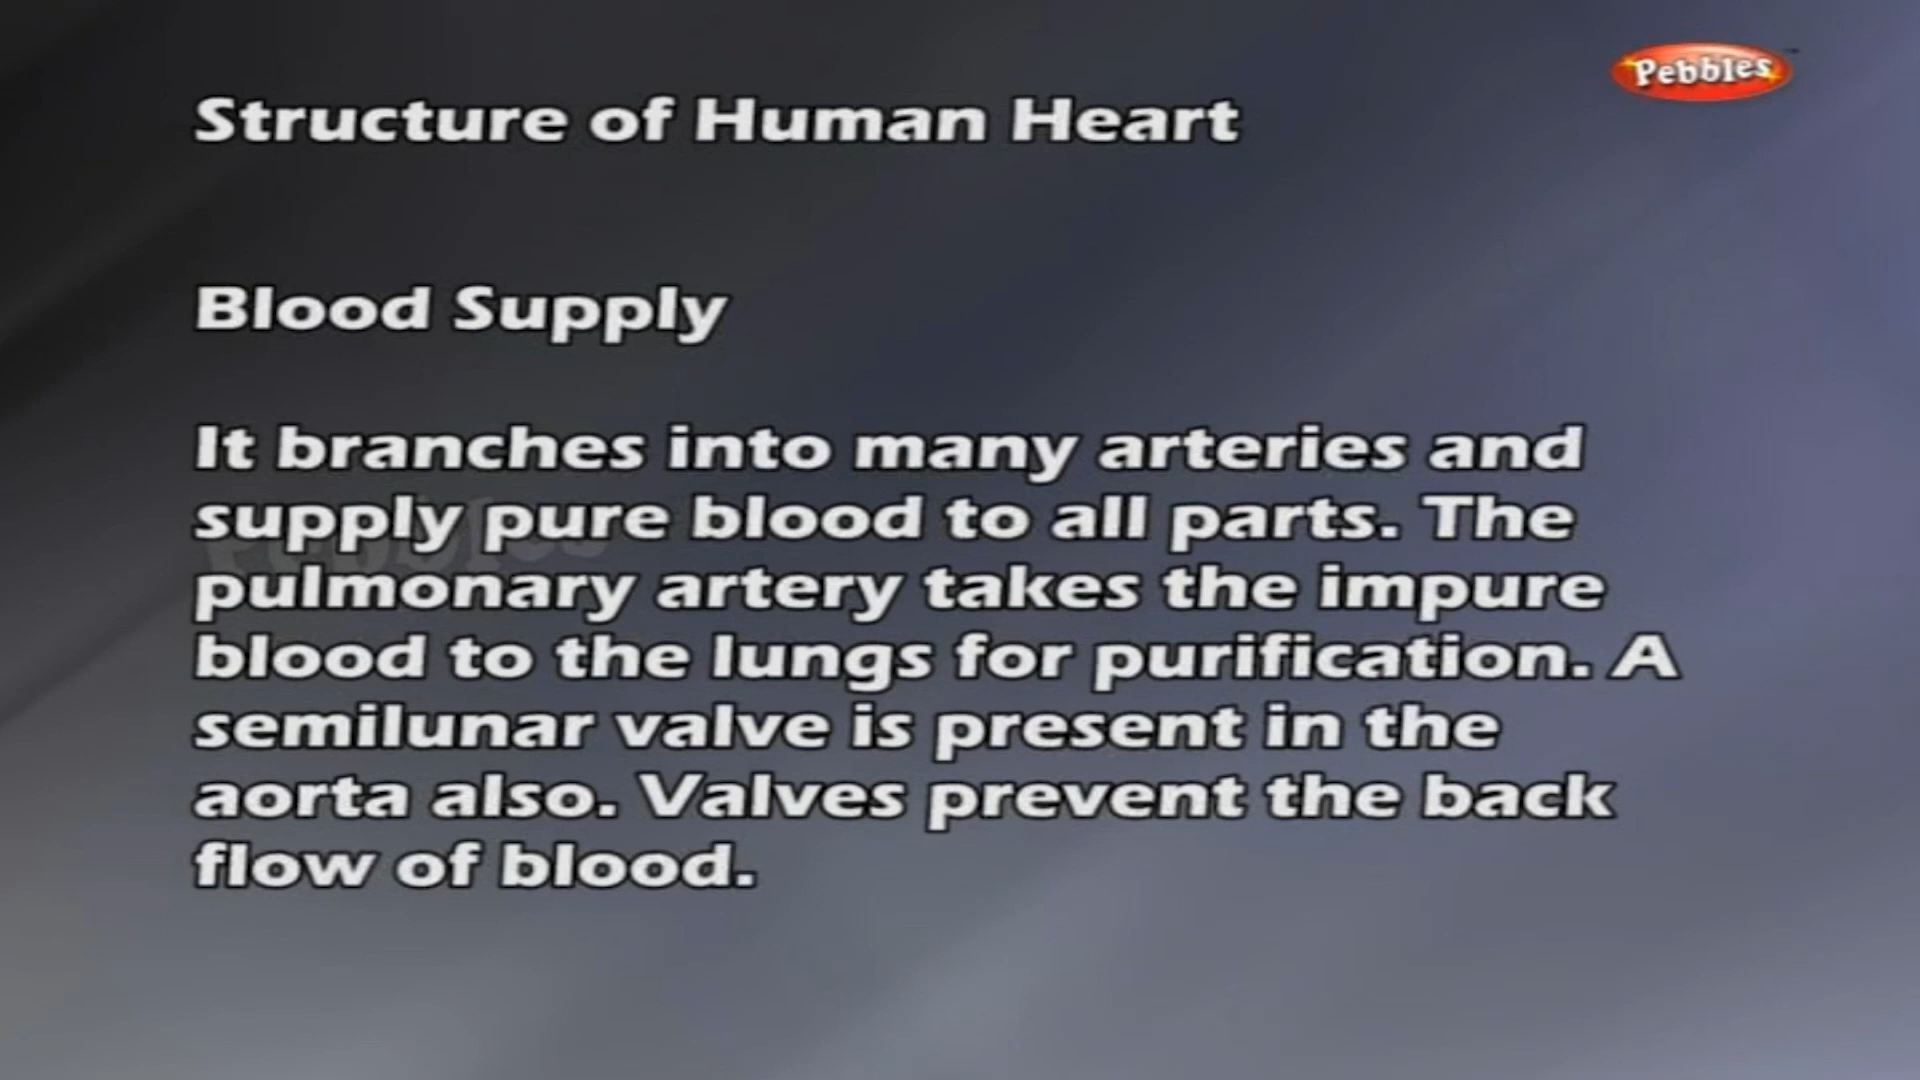 Pebbles
Structure of Human Heart
Blood Supply
It branches into many arteries and
supply pure blood to all parts. The
pulmonary artery takes the impure
blood to the lungs for purification. A
semilunar valve is present in the
aorta also. Valves prevent the back
flow of blood.
Pebbles